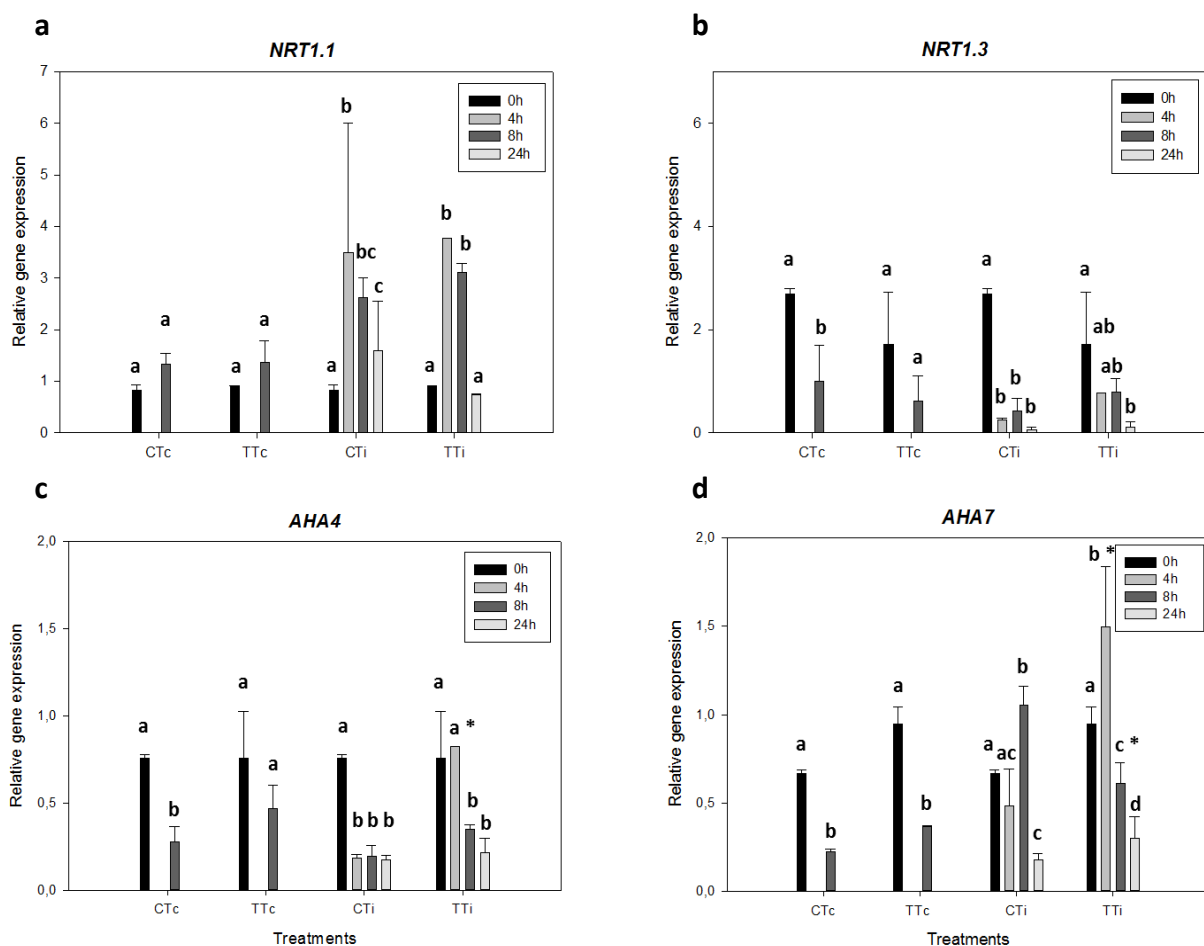 a
NRT1.1
Relative gene expression
7
6
5
4
3
2
1
0
0h
4h
8h
24h
a
a
a
a
a
b
bc
c
a
b
b
a
CTc TTc CTi TTi
b
NRT1.3
Relative gene expression
6
4
2
0
0h
4h
8h
24h
a
b
a
a
a
b
b
b
a
ab
ab
b
CTc TTc CTi TTi
c
AHA4
Relative gene expression
2,0
1,5
1,0
0,5
0,0
0h
4h
8h
24h
a
b
a
a
a
b b b
a
a *
b
b
CTc TTc CTi TTi
Treatments
d
AHA7
Relative gene expression
2,0
1,5
1,0
0,5
0,0
0h
4h
8h
24h
a
b
a
b
a
ac
b
c
a
b *
c *
d
CTc TTc CTi TTi
Treatments